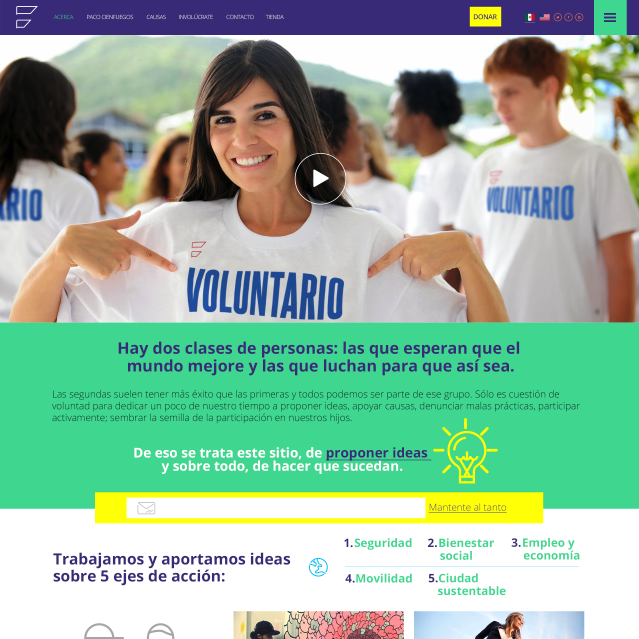 ACERCA PACO CIENFUEGOS CAUSAS INVOLÚCRATE CONTACTO TIENDA DONAR
VOLUNTARIO
VOLUNTARIO
Hay dos clases de personas: las que esperan que el
mundo mejore y las que luchan para que así sea.
Las segundas suelen tener más éxito que las primeras y todos podemos ser parte de ese grupo. Sólo es cuestión de
voluntad para dedicar un poco de nuestro tiempo a proponer ideas, apoyar causas, denunciar malas prácticas, participar
activamente; sembrar la semilla de la participación en nuestros hijos.
De eso se trata este sitio, de proponer ideas
y sobre todo, de hacer que sucedan.
Mantente al tanto
Trabajamos y aportamos ideas
sobre 5 ejes de acción:
1.Seguridad
2.Bienestar
social
3.Empleo y
economía
4.Movilidad
5.Ciudad
sustentable